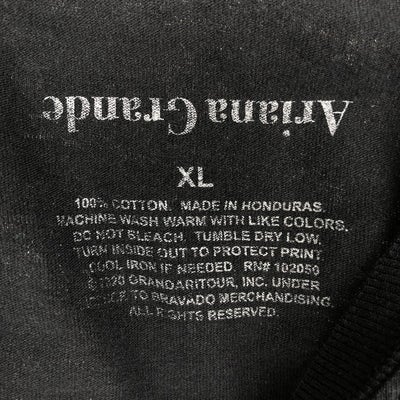 Ariana Grande
XL
100% COTTON. MADE IN HONDURAS.
MACHINE WASH WARM WITH LIKE COLORS.
DO NOT BLEACH. TUMBLE DRY LOW.
TURN INSIDE OUT TO PROTECT PRINT.
COOL IRON IF NEEDED. RN# 102050
© 2020 GRANDARITOUR, INC. UNDER
LICENSE TO BRAVADO MERCHANDISING.
ALL RIGHTS RESERVED.